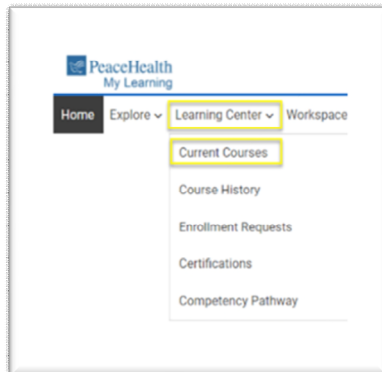 PeaceHealth
My Learning
Home Explore Learning Center Workspace
Current Courses
Course History
Enrollment Requests
Certifications
Competency Pathway